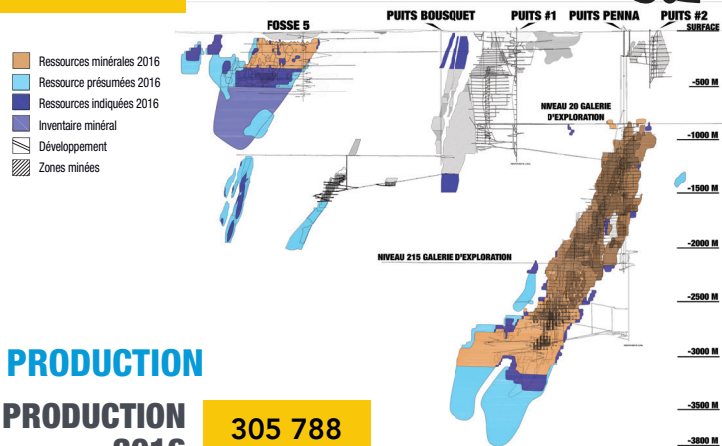 FOSSE 5
PUITS BOUSQUET
PUITS #1
PUITS PENNA
PUITS #2
SURFACE
Ressources minérales 2016
Ressource présumées 2016
Ressources indiquées 2016
Inventaire minéral
Développement
Zones minées
-500 M
NIVEAU 20 GALERIE
D'EXPLORATION
-1000 M
-1500 M
-2000 M
NIVEAU 215 GALERIE D'EXPLORATION
-2500 M
-3000 M
-3500 M
-3800 M
PRODUCTION
PRODUCTION
2016
305 788